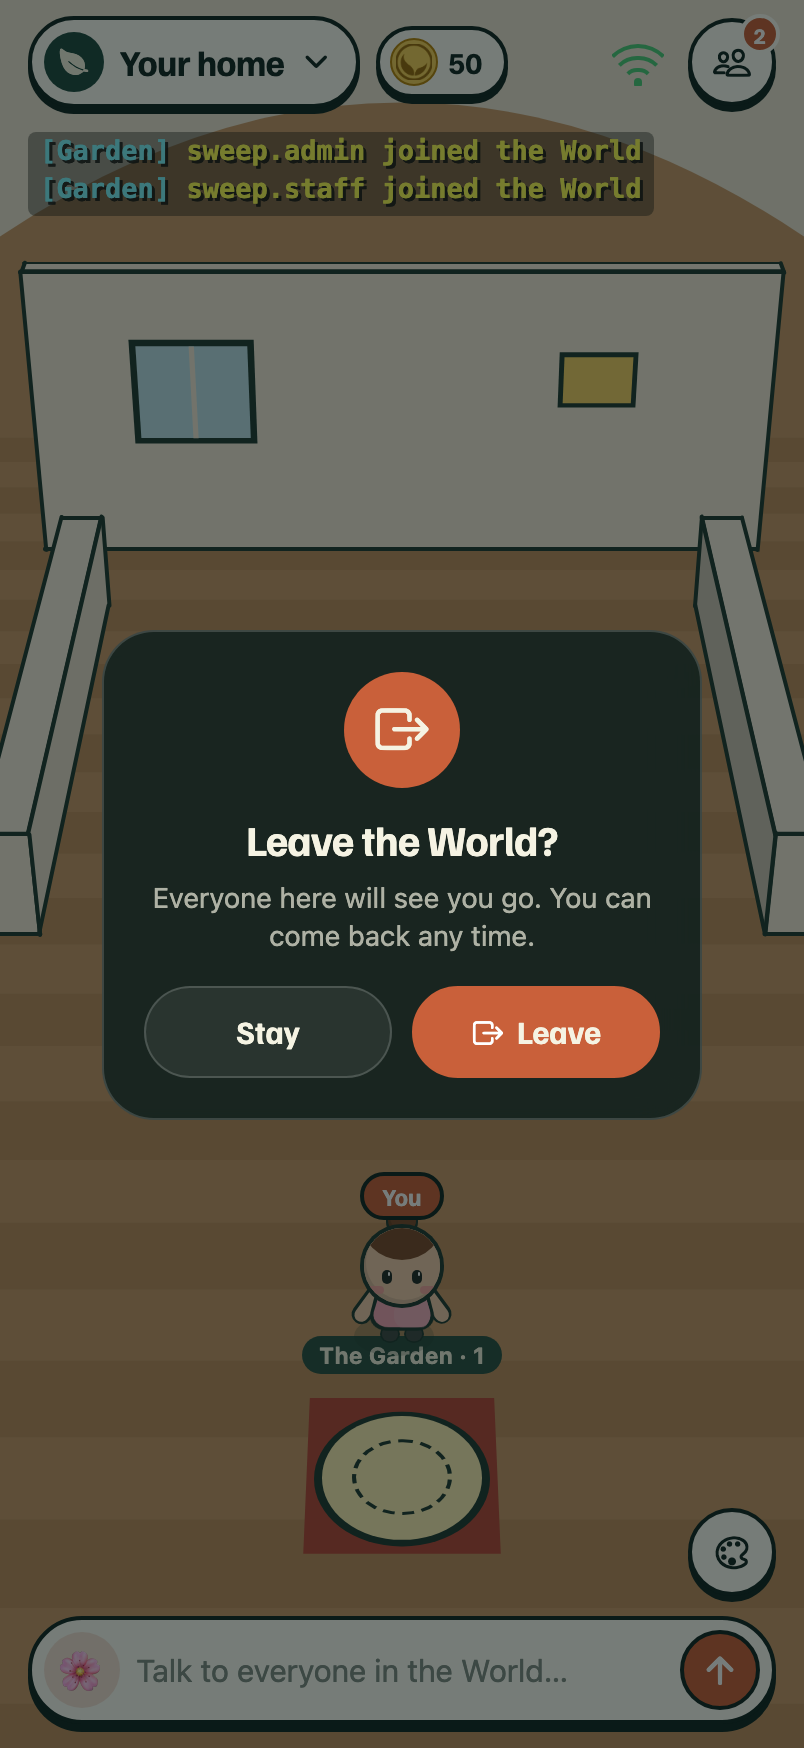 Your home
50
2
[Garden] sweep.admin joined the World
[Garden] sweep.staff joined the World
Leave the World?
Everyone here will see you go. You can
come back any time.
Stay
Leave
You
The Garden · 1
Talk to everyone in the World...